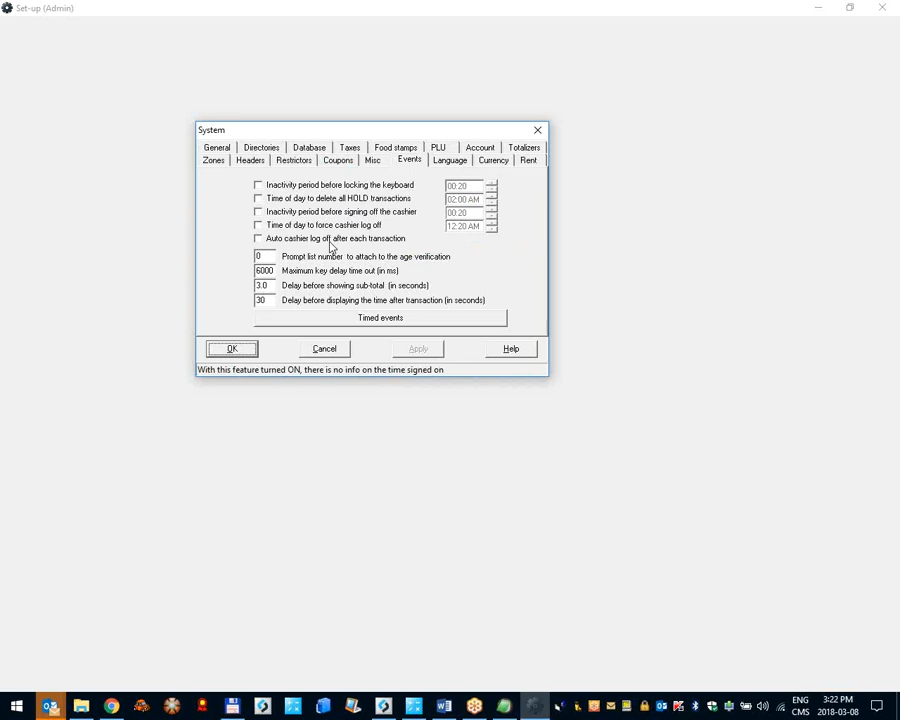 Set-up (Admin)
System
General Directories Database Taxes Food stamps PLU Account Totalizers
Zones Headers Restrictors Coupons Misc Events Language Currency Rent
Inactivity period before locking the keyboard 00:20
Time of day to delete all HOLD transactions 02:00 AM
Inactivity period before signing off the cashier 00:20
Time of day to force cashier log off 12:20 AM
Auto cashier log off after each transaction
0 Prompt list number to attach to the age verification
6000 Maximum key delay time out (in ms)
3.0 Delay before showing sub-total (in seconds)
30 Delay before displaying the time after transaction (in seconds)
Timed events
OK Cancel Apply Help
With this feature turned ON, there is no info on the time signed on
ENG 3:22 PM
CMS 2018-03-08